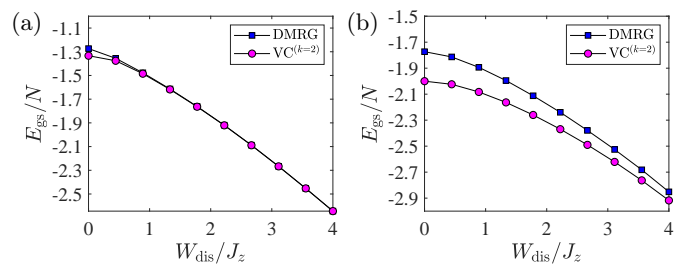 (a)
E_gs/N
-1.1
-1.3
-1.5
-1.7
-1.9
-2.1
-2.3
-2.5
0 1 2 3 4
W_dis/J_z
DMRG
VC^(k=2)
(b)
E_gs/N
-1.5
-1.7
-1.9
-2.1
-2.3
-2.5
-2.7
-2.9
0 1 2 3 4
W_dis/J_z
DMRG
VC^(k=2)